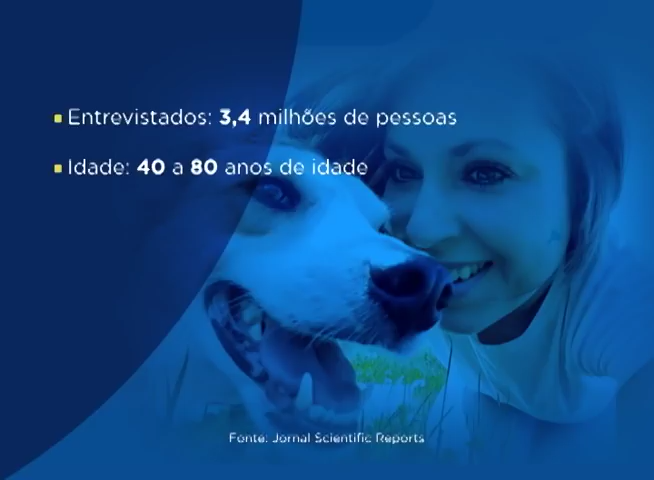 Entrevistados: 3,4 milhões de pessoas
Idade: 40 a 80 anos de idade
Fonte: Jornal Scientific Reports